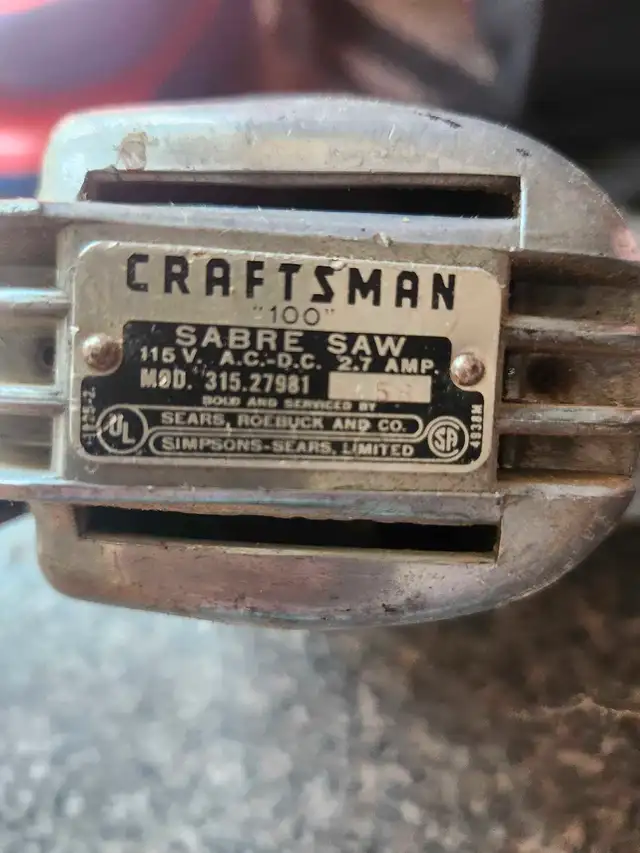 CRAFTSMAN
"100"
SABRE SAW
115 V. A.C.-D.C. 2.7 AMP.
MOD. 315.27981
SOLD AND SERVICED BY
SEARS, ROEBUCK AND CO.
SIMPSONS-SEARS, LIMITED
UL
SA
4938M